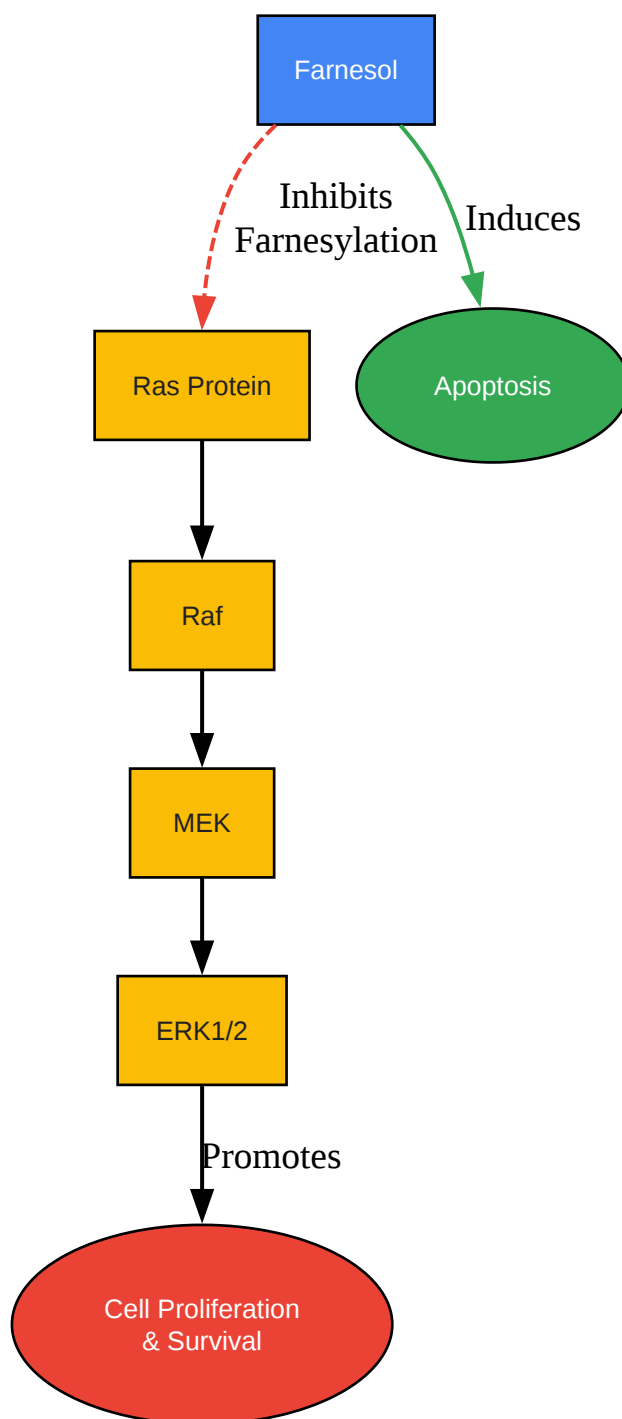 Farnesol
Inhibits
Farnesylation
Induces
Ras Protein
Apoptosis
Raf
MEK
ERK1/2
Promotes
Cell Proliferation
& Survival